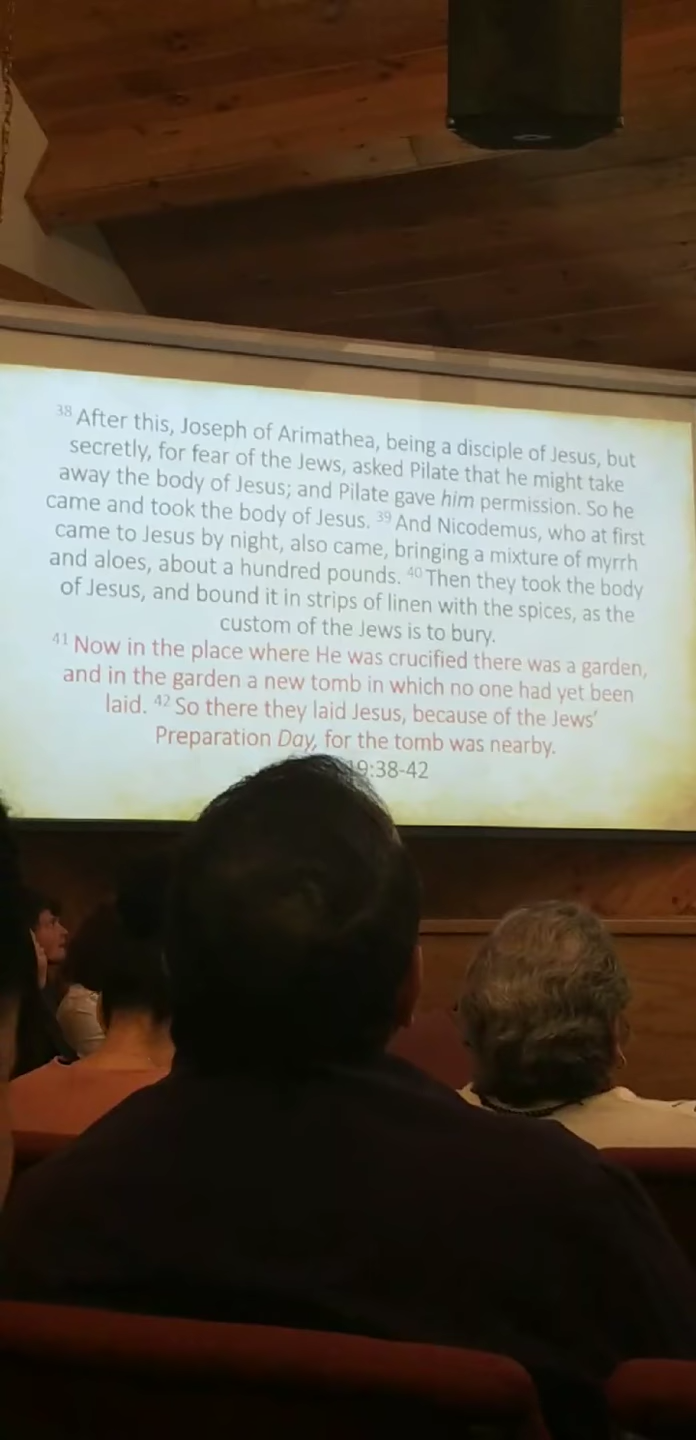 38 After this, Joseph of Arimathea, being a disciple of Jesus, but
secretly, for fear of the Jews, asked Pilate that he might take
away the body of Jesus; and Pilate gave him permission. So he
came and took the body of Jesus. 39 And Nicodemus, who at first
came to Jesus by night, also came, bringing a mixture of myrrh
and aloes, about a hundred pounds. 40 Then they took the body
of Jesus, and bound it in strips of linen with the spices, as the
custom of the Jews is to bury.
41 Now in the place where He was crucified there was a garden,
and in the garden a new tomb in which no one had yet been
laid. 42 So there they laid Jesus, because of the Jews'
Preparation Day, for the tomb was nearby.
19:38-42